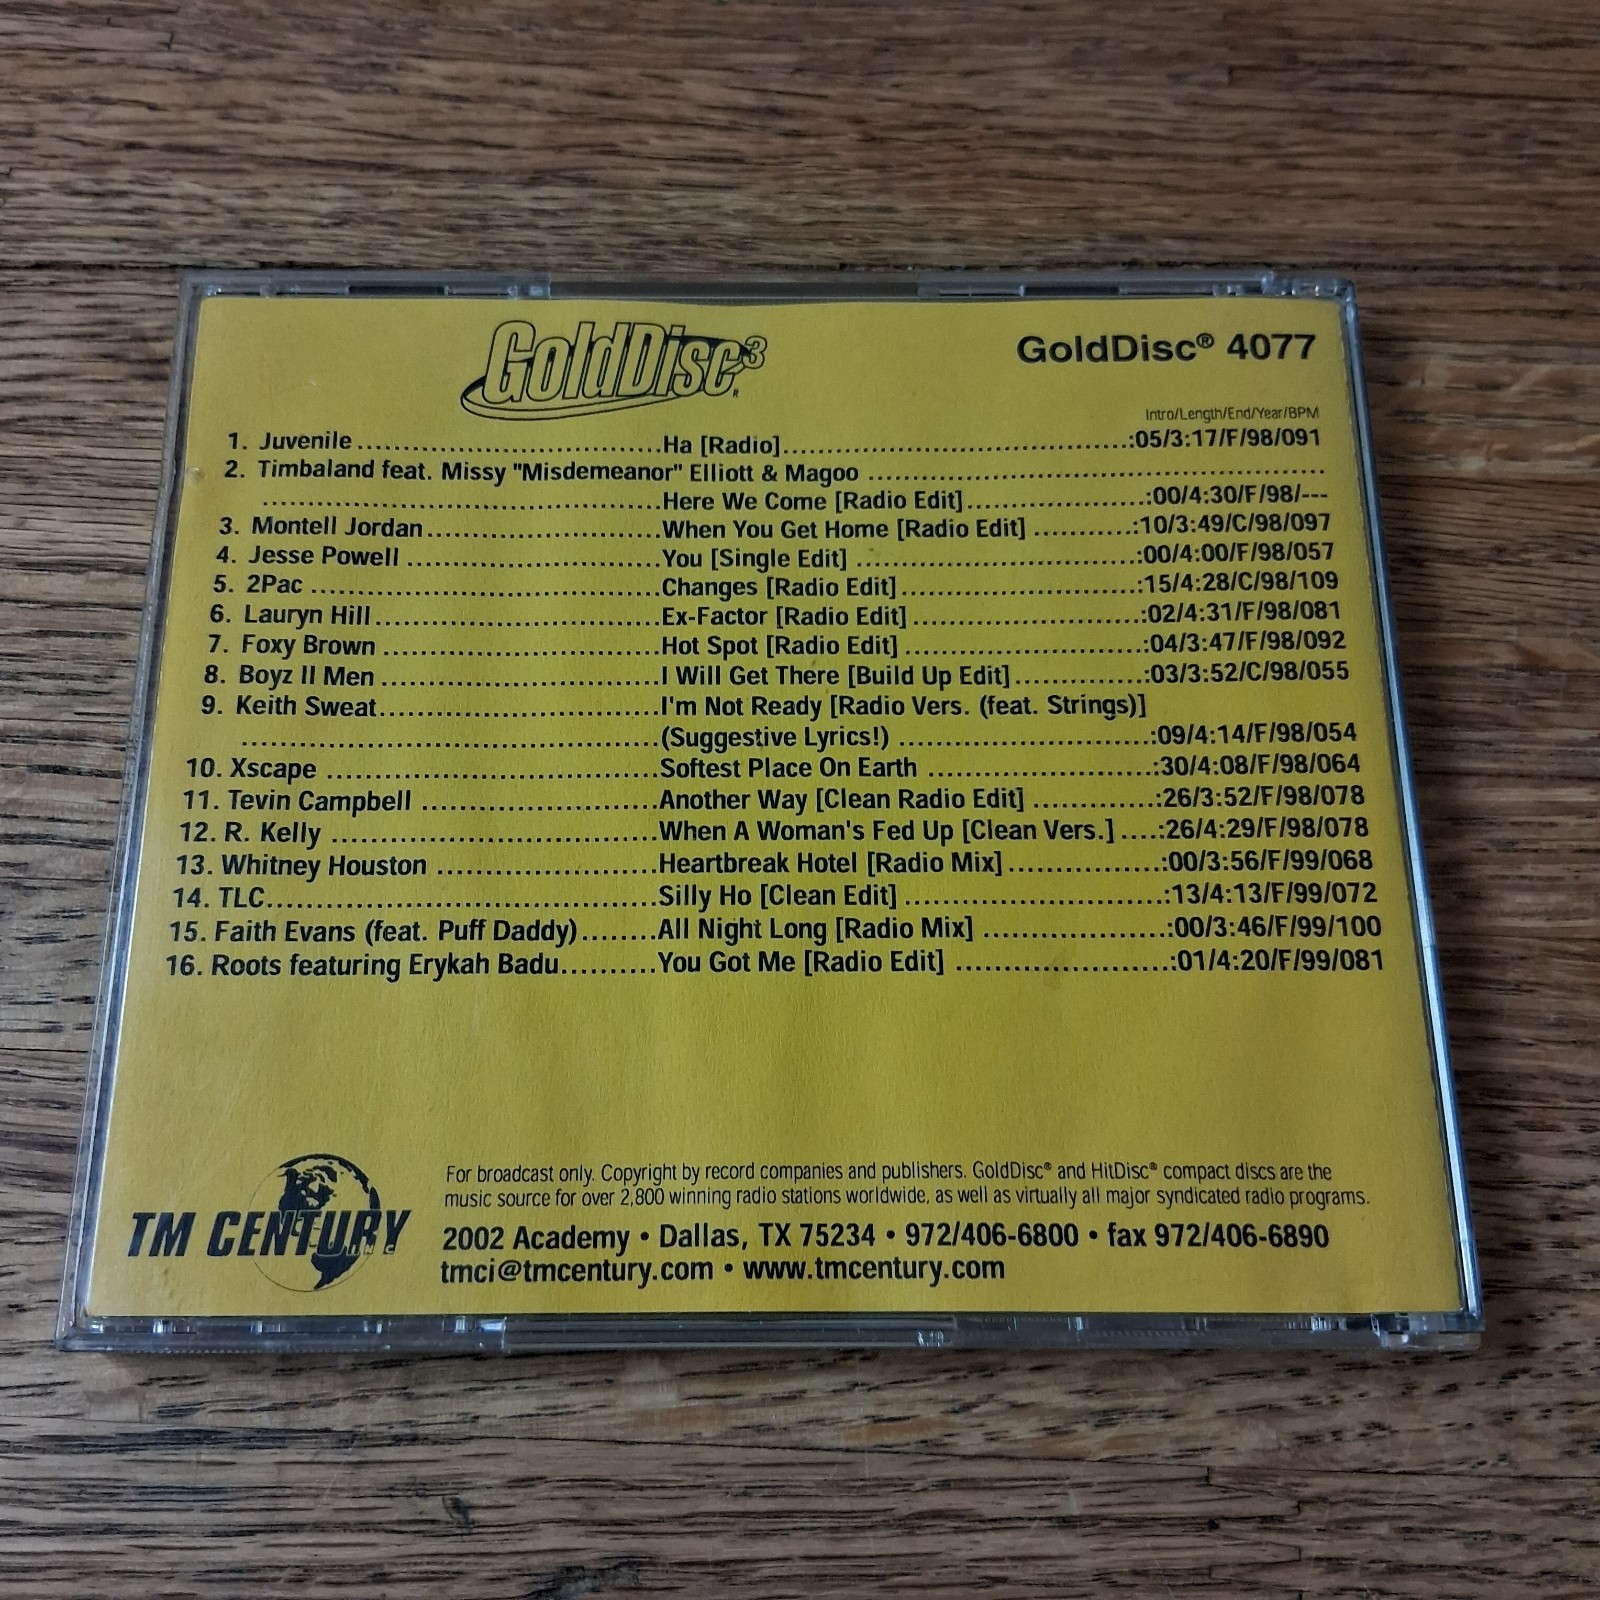 GoldDisc³®
GoldDisc® 4077
Intro/Length/End/Year/BPM
1. Juvenile..............................Ha [Radio]..................................:05/3:17/F/98/091
2. Timbaland feat. Missy "Misdemeanor" Elliott & Magoo ..............................................
........................................Here We Come [Radio Edit]..................:00/4:30/F/98/---
3. Montell Jordan.......................When You Get Home [Radio Edit] ..........:10/3:49/C/98/097
4. Jesse Powell .........................You [Single Edit] ............................:00/4:00/F/98/057
5. 2Pac ...................................Changes [Radio Edit]........................:15/4:28/C/98/109
6. Lauryn Hill............................Ex-Factor [Radio Edit] .......................:02/4:31/F/98/081
7. Foxy Brown ...........................Hot Spot [Radio Edit] ........................:04/3:47/F/98/092
8. Boyz II Men ...........................I Will Get There [Build Up Edit].............:03/3:52/C/98/055
9. Keith Sweat............................I'm Not Ready [Radio Vers. (feat. Strings)]
..........................................(Suggestive Lyrics!) .........................:09/4:14/F/98/054
10. Xscape .................................Softest Place On Earth .......................:30/4:08/F/98/064
11. Tevin Campbell ........................Another Way [Clean Radio Edit] ............:26/3:52/F/98/078
12. R. Kelly .................................When A Woman's Fed Up [Clean Vers.] ....:26/4:29/F/98/078
13. Whitney Houston ......................Heartbreak Hotel [Radio Mix]................:00/3:56/F/99/068
14. TLC.......................................Silly Ho [Clean Edit] ..........................:13/4:13/F/99/072
15. Faith Evans (feat. Puff Daddy)........All Night Long [Radio Mix] ...................:00/3:46/F/99/100
16. Roots featuring Erykah Badu..........You Got Me [Radio Edit] ......................:01/4:20/F/99/081
For broadcast only. Copyright by record companies and publishers. GoldDisc® and HitDisc® compact discs are the
music source for over 2,800 winning radio stations worldwide, as well as virtually all major syndicated radio programs.
TM CENTURY INC
2002 Academy • Dallas, TX 75234 • 972/406-6800 • fax 972/406-6890
tmci@tmcentury.com • www.tmcentury.com